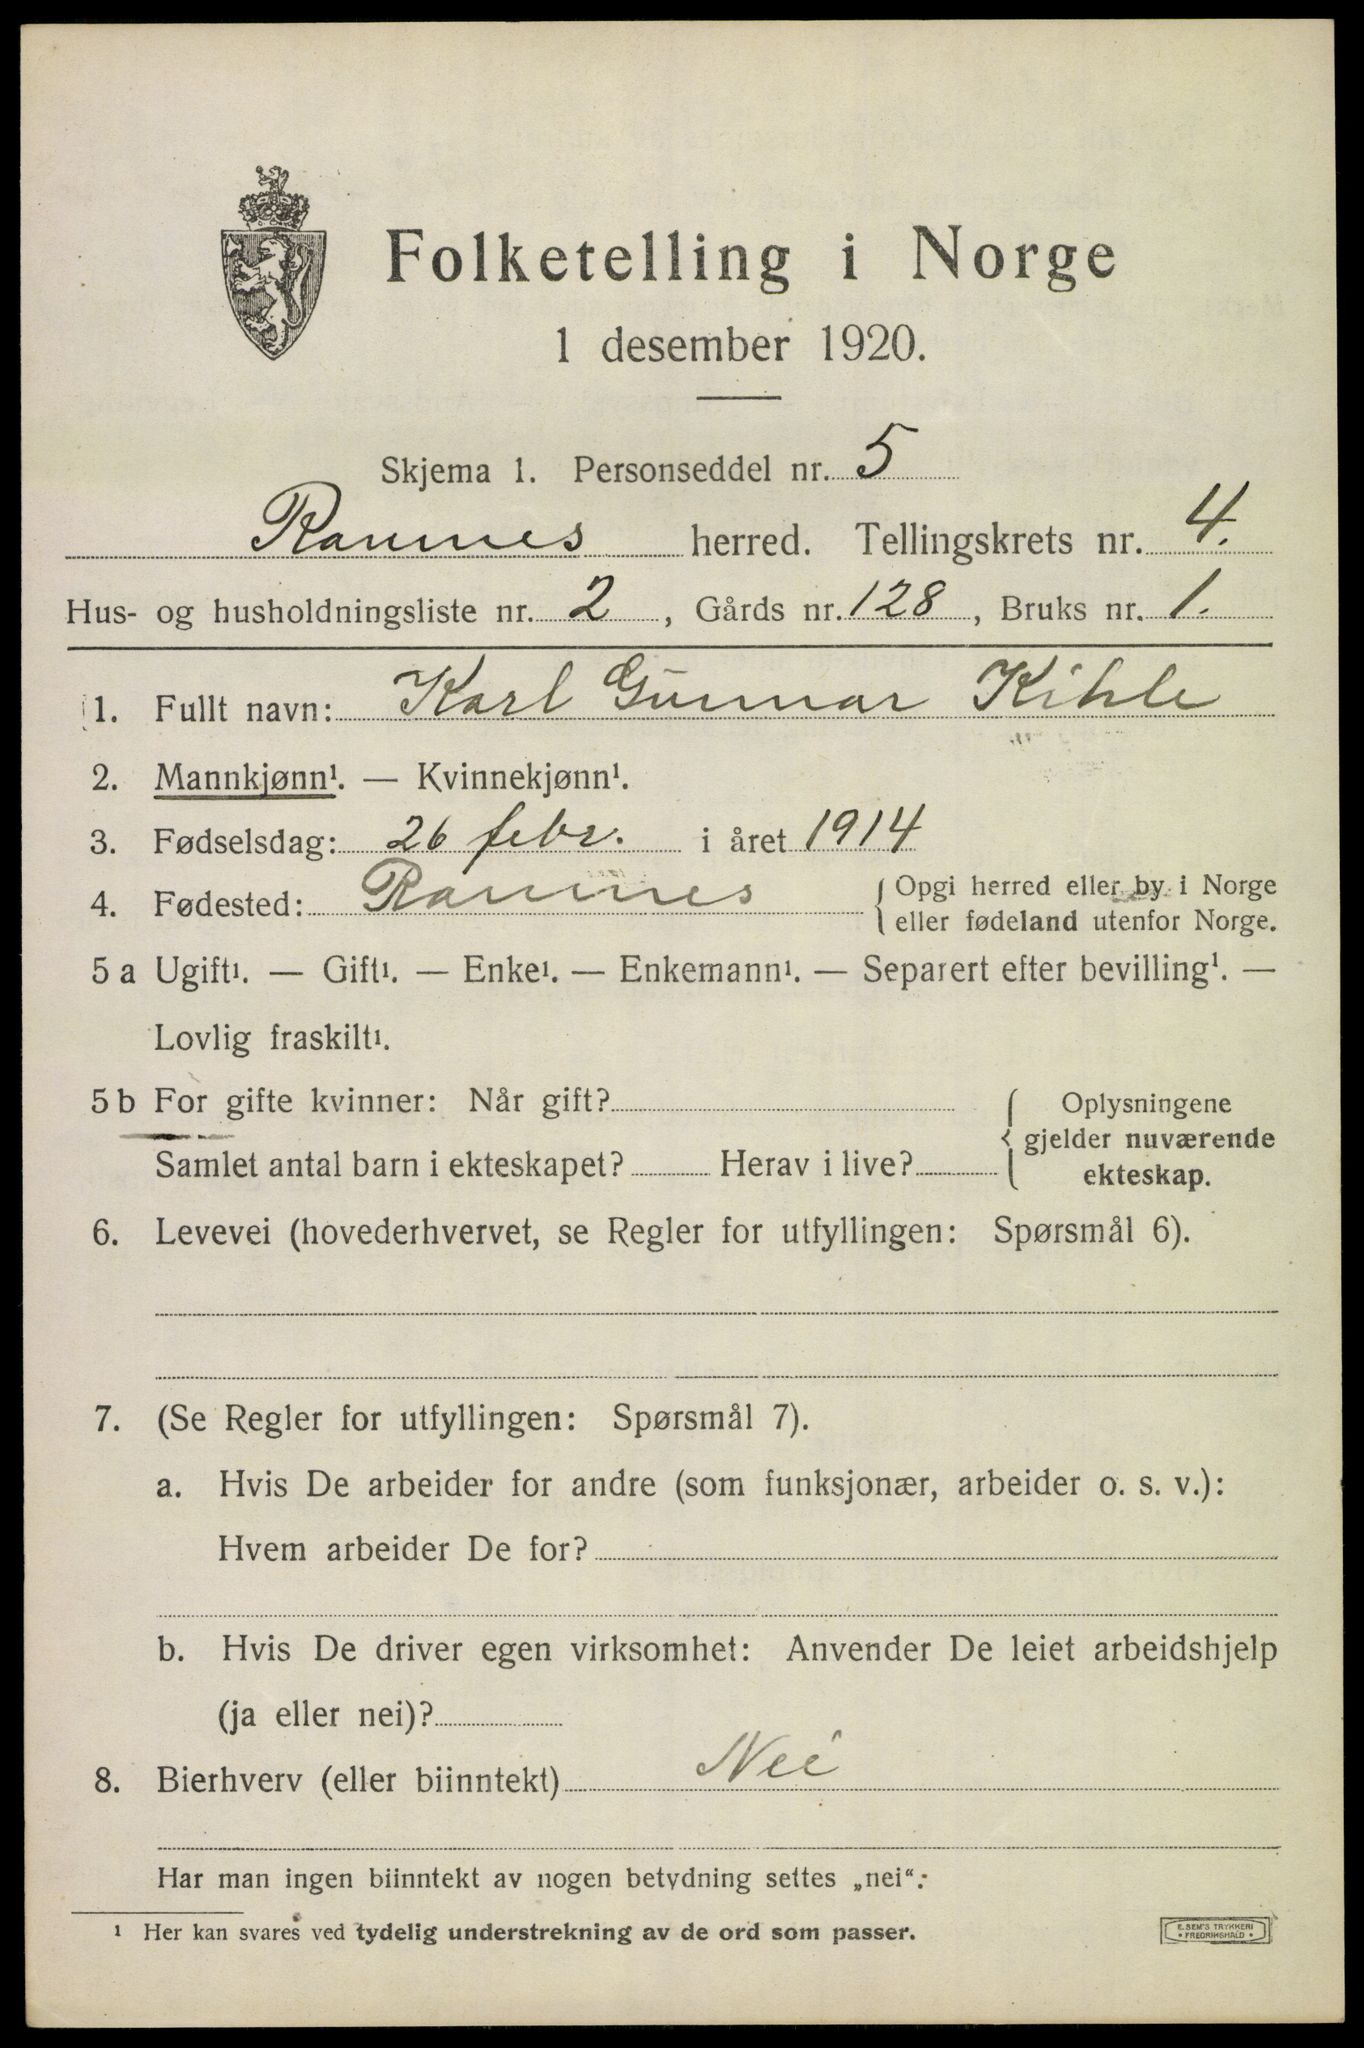 Folketelling i Norge
1 desember 1920.
Skjema 1. Personseddel nr. 5
Ramnes herred. Tellingskrets nr. 4.
Hus- og husholdningsliste nr. 2, Gårds nr. 128, Bruks nr. 1.
1. Fullt navn: Karl Gunnar Kihle
2. Mannkjønn¹. — Kvinnekjønn¹.
3. Fødselsdag: 26 febr. i året 1914
4. Fødested: Ramnes { Opgi herred eller by i Norge
eller fødeland utenfor Norge.
5 a Ugift¹. — Gift¹. — Enke¹. — Enkemann¹. — Separert efter bevilling¹. —
Lovlig fraskilt¹.
5 b For gifte kvinner: Når gift? { Oplysningene
gjelder nuværende
Samlet antal barn i ekteskapet? Herav i live? ekteskap.
6. Levevei (hovederhvervet, se Regler for utfyllingen: Spørsmål 6).
7. (Se Regler for utfyllingen: Spørsmål 7).
a. Hvis De arbeider for andre (som funksjonær, arbeider o. s. v.):
Hvem arbeider De for?
b. Hvis De driver egen virksomhet: Anvender De leiet arbeidshjelp
(ja eller nei)?
8. Bierhverv (eller biinntekt) Nei
Har man ingen biinntekt av nogen betydning settes „nei“.
¹ Her kan svares ved tydelig understrekning av de ord som passer.
E. SEM'S TRYKKERI
• FREDRIKSHALD •